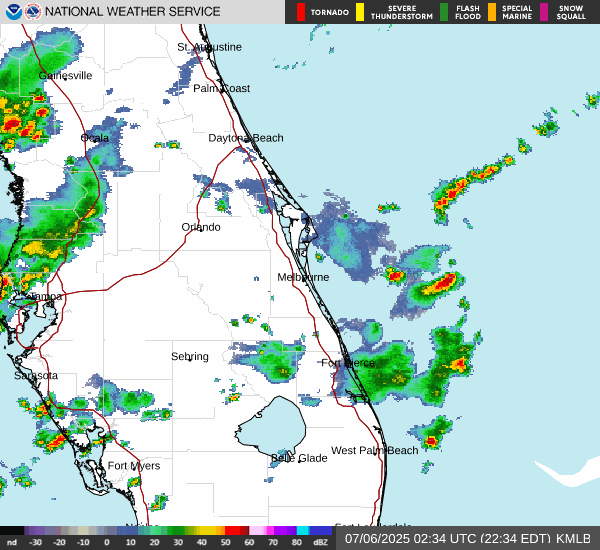 NATIONAL WEATHER SERVICE
TORNADO
SEVERE THUNDERSTORM
FLASH FLOOD
SPECIAL MARINE
SNOW SQUALL
St. Augustine
Gainesville
Palm Coast
Ocala
Daytona Beach
Orlando
Melbourne
Tampa
Sebring
Fort Pierce
Sarasota
West Palm Beach
Belle Glade
Fort Myers
nd -30 -20 -10 0 10 20 30 40 50 60 70 80 dBZ
07/06/2025 02:34 UTC (22:34 EDT) KMLB